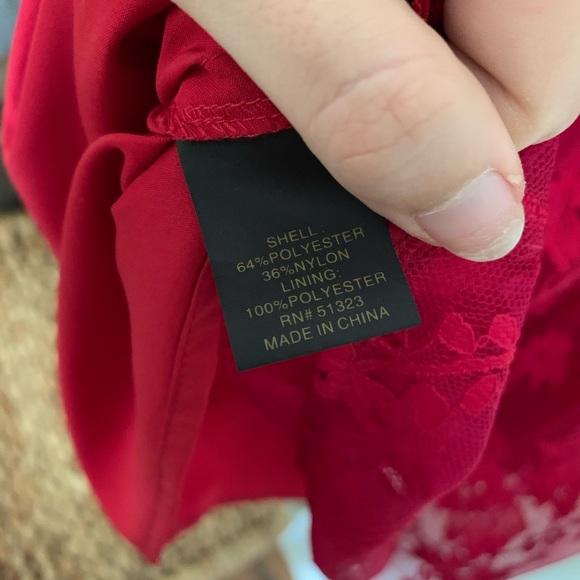 SHELL:
64%POLYESTER
36%NYLON
LINING:
100%POLYESTER
RN# 51323
MADE IN CHINA